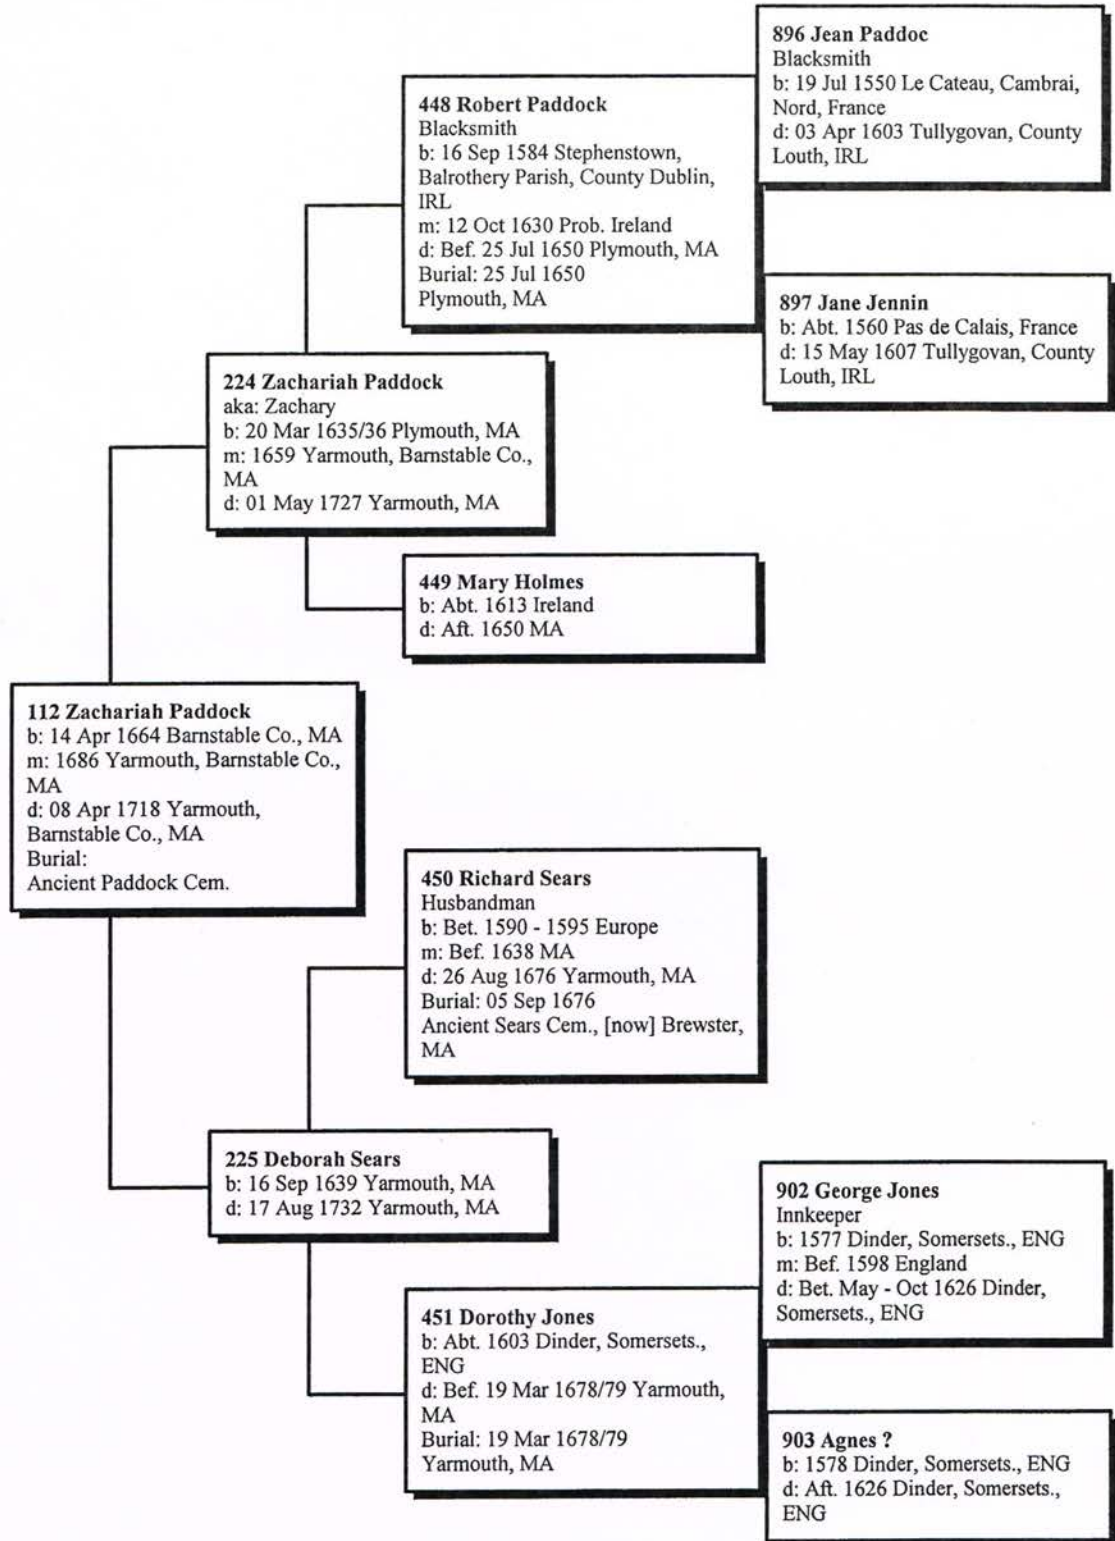 896 Jean Paddoc
Blacksmith
b: 19 Jul 1550 Le Cateau, Cambrai,
Nord, France
d: 03 Apr 1603 Tullygovan, County
Louth, IRL
448 Robert Paddock
Blacksmith
b: 16 Sep 1584 Stephenstown,
Balrothery Parish, County Dublin,
IRL
m: 12 Oct 1630 Prob. Ireland
d: Bef. 25 Jul 1650 Plymouth, MA
Burial: 25 Jul 1650
Plymouth, MA
897 Jane Jennin
b: Abt. 1560 Pas de Calais, France
d: 15 May 1607 Tullygovan, County
Louth, IRL
224 Zachariah Paddock
aka: Zachary
b: 20 Mar 1635/36 Plymouth, MA
m: 1659 Yarmouth, Barnstable Co.,
MA
d: 01 May 1727 Yarmouth, MA
449 Mary Holmes
b: Abt. 1613 Ireland
d: Aft. 1650 MA
112 Zachariah Paddock
b: 14 Apr 1664 Barnstable Co., MA
m: 1686 Yarmouth, Barnstable Co.,
MA
d: 08 Apr 1718 Yarmouth,
Barnstable Co., MA
Burial:
Ancient Paddock Cem.
450 Richard Sears
Husbandman
b: Bet. 1590 - 1595 Europe
m: Bef. 1638 MA
d: 26 Aug 1676 Yarmouth, MA
Burial: 05 Sep 1676
Ancient Sears Cem., [now] Brewster,
MA
225 Deborah Sears
b: 16 Sep 1639 Yarmouth, MA
d: 17 Aug 1732 Yarmouth, MA
902 George Jones
Innkeeper
b: 1577 Dinder, Somersets., ENG
m: Bef. 1598 England
d: Bet. May - Oct 1626 Dinder,
Somersets., ENG
451 Dorothy Jones
b: Abt. 1603 Dinder, Somersets.,
ENG
d: Bef. 19 Mar 1678/79 Yarmouth,
MA
Burial: 19 Mar 1678/79
Yarmouth, MA
903 Agnes ?
b: 1578 Dinder, Somersets., ENG
d: Aft. 1626 Dinder, Somersets.,
ENG